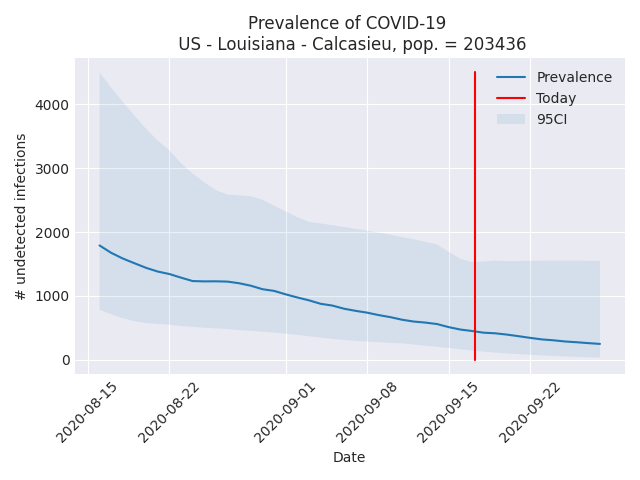 Prevalence of COVID-19
US - Louisiana - Calcasieu, pop. = 203436
Prevalence
Today
95CI
# undetected infections
4000
3000
2000
1000
0
2020-08-15
2020-08-22
2020-09-01
2020-09-08
2020-09-15
2020-09-22
Date